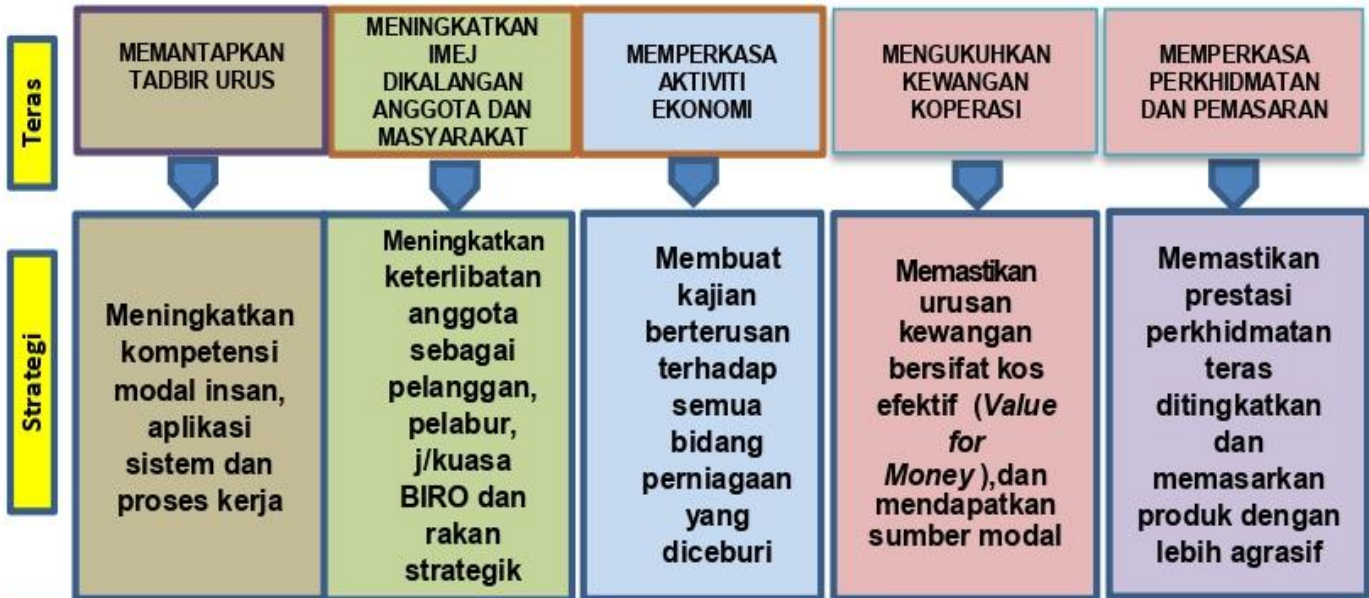 Teras
MEMANTAPKAN
TADBIR URUS
MENINGKATKAN
IMEJ
DIKALANGAN
ANGGOTA DAN
MASYARAKAT
MEMPERKASA
AKTIVITI
EKONOMI
MENGUKUHKAN
KEWANGAN
KOPERASI
MEMPERKASA
PERKHIDMATAN
DAN PEMASARAN
Strategi
Meningkatkan
kompetensi
modal insan,
aplikasi
sistem dan
proses kerja
Meningkatkan
keterlibatan
anggota
sebagai
pelanggan,
pelabur,
j/kuasa
BIRO dan
rakan
strategik
Membuat
kajian
berterusan
terhadap
semua
bidang
perniagaan
yang
diceburi
Memastikan
urusan
kewangan
bersifat kos
efektif (Value
for
Money ),dan
mendapatkan
sumber modal
Memastikan
prestasi
perkhidmatan
teras
ditingkatkan
dan
memasarkan
produk dengan
lebih agrasif